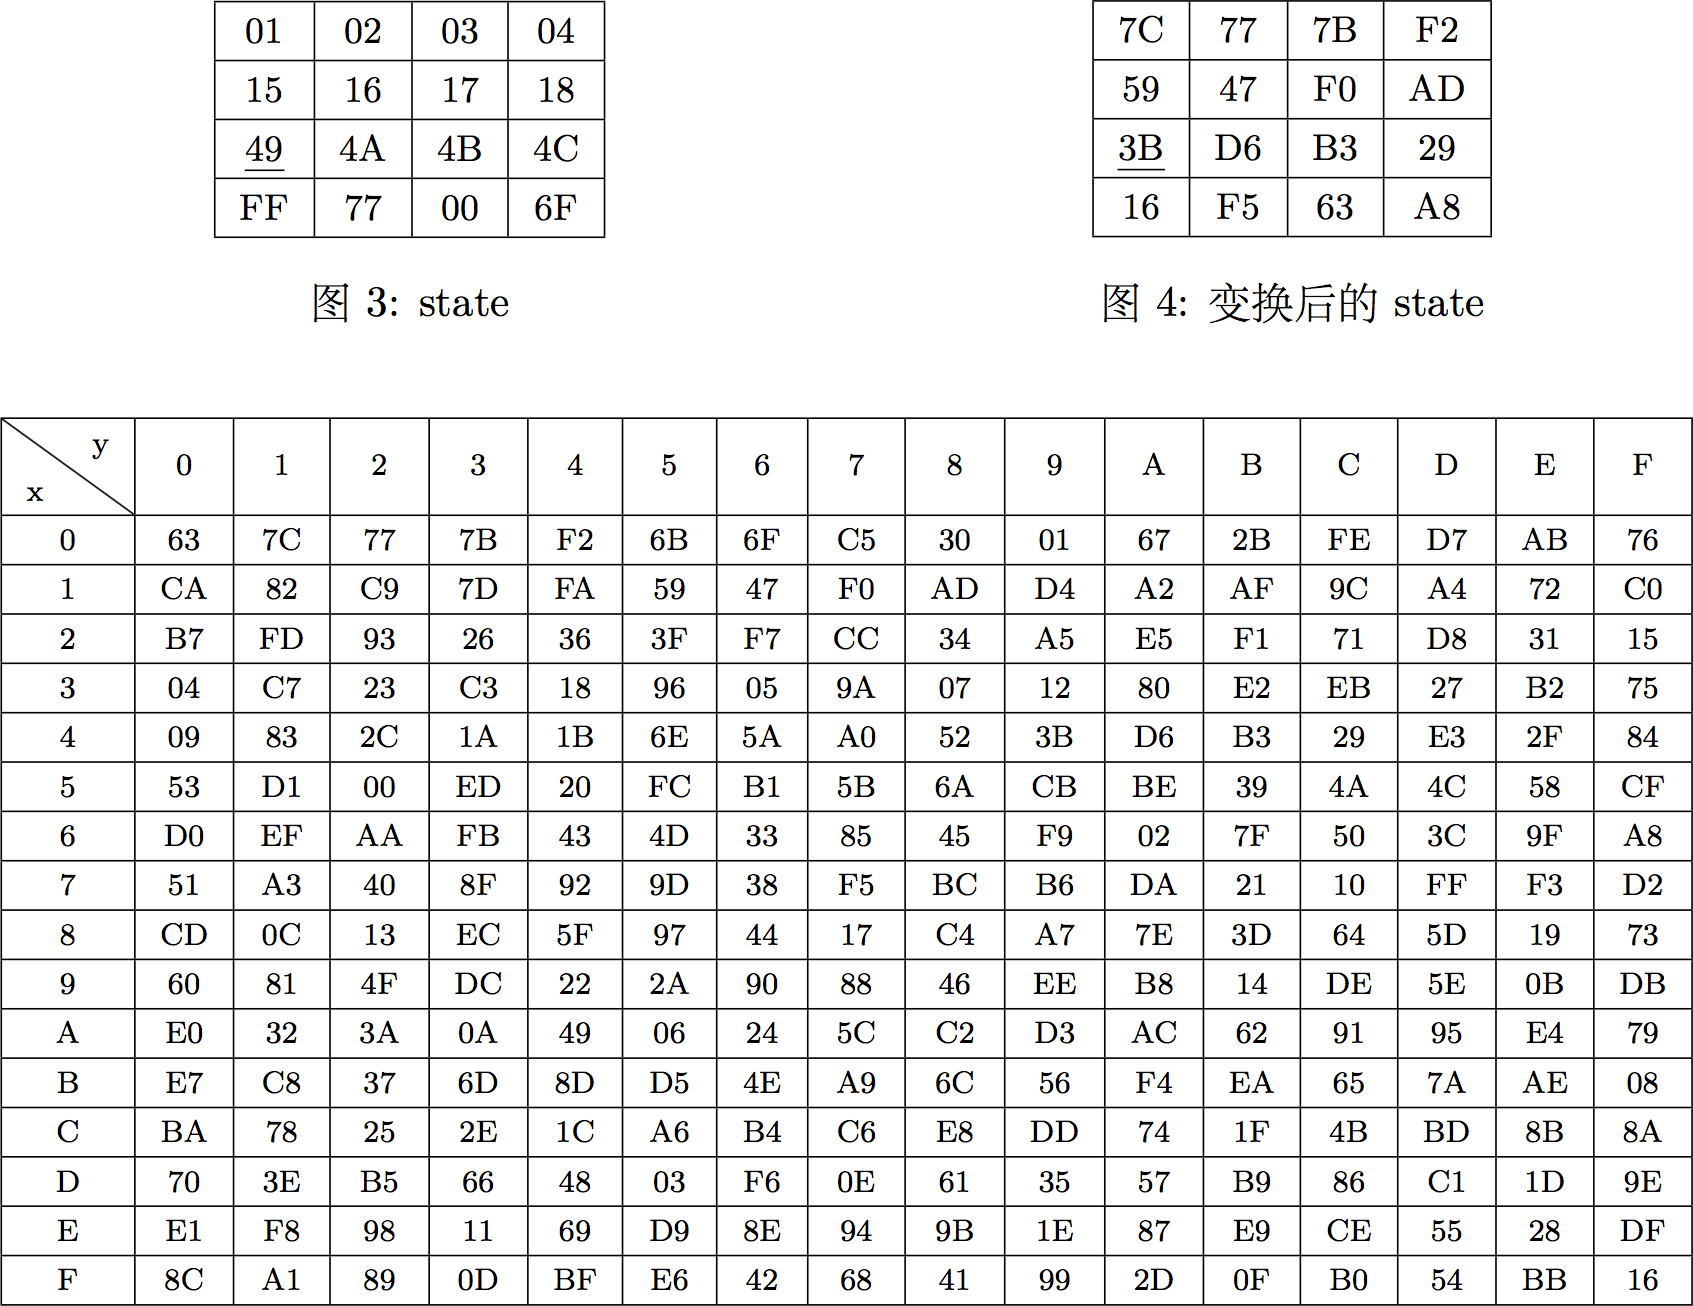 01 02 03 04
15 16 17 18
49 4A 4B 4C
FF 77 00 6F
图 3: state
7C 77 7B F2
59 47 F0 AD
3B D6 B3 29
16 F5 63 A8
图 4: 变换后的 state
y
x 0 1 2 3 4 5 6 7 8 9 A B C D E F
0 63 7C 77 7B F2 6B 6F C5 30 01 67 2B FE D7 AB 76
1 CA 82 C9 7D FA 59 47 F0 AD D4 A2 AF 9C A4 72 C0
2 B7 FD 93 26 36 3F F7 CC 34 A5 E5 F1 71 D8 31 15
3 04 C7 23 C3 18 96 05 9A 07 12 80 E2 EB 27 B2 75
4 09 83 2C 1A 1B 6E 5A A0 52 3B D6 B3 29 E3 2F 84
5 53 D1 00 ED 20 FC B1 5B 6A CB BE 39 4A 4C 58 CF
6 D0 EF AA FB 43 4D 33 85 45 F9 02 7F 50 3C 9F A8
7 51 A3 40 8F 92 9D 38 F5 BC B6 DA 21 10 FF F3 D2
8 CD 0C 13 EC 5F 97 44 17 C4 A7 7E 3D 64 5D 19 73
9 60 81 4F DC 22 2A 90 88 46 EE B8 14 DE 5E 0B DB
A E0 32 3A 0A 49 06 24 5C C2 D3 AC 62 91 95 E4 79
B E7 C8 37 6D 8D D5 4E A9 6C 56 F4 EA 65 7A AE 08
C BA 78 25 2E 1C A6 B4 C6 E8 DD 74 1F 4B BD 8B 8A
D 70 3E B5 66 48 03 F6 0E 61 35 57 B9 86 C1 1D 9E
E E1 F8 98 11 69 D9 8E 94 9B 1E 87 E9 CE 55 28 DF
F 8C A1 89 0D BF E6 42 68 41 99 2D 0F B0 54 BB 16